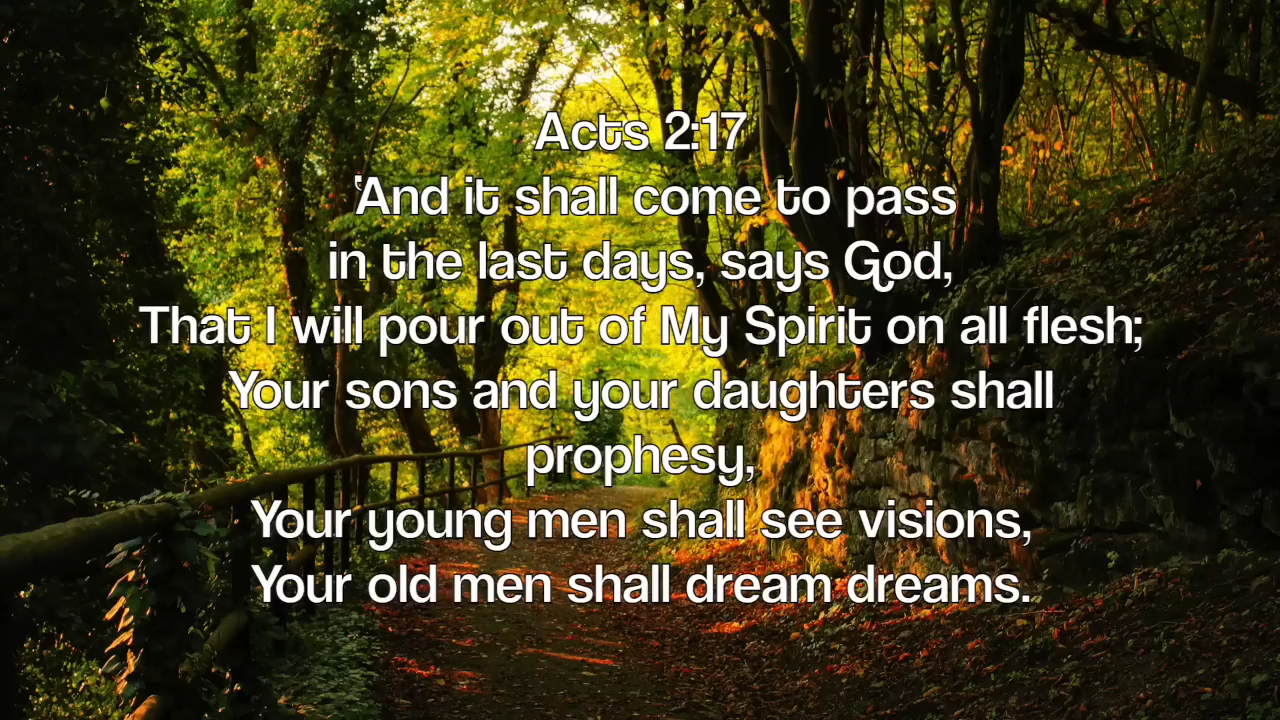 Acts 2:17
‘And it shall come to pass
in the last days, says God,
That I will pour out of My Spirit on all flesh;
Your sons and your daughters shall
prophesy,
Your young men shall see visions,
Your old men shall dream dreams.